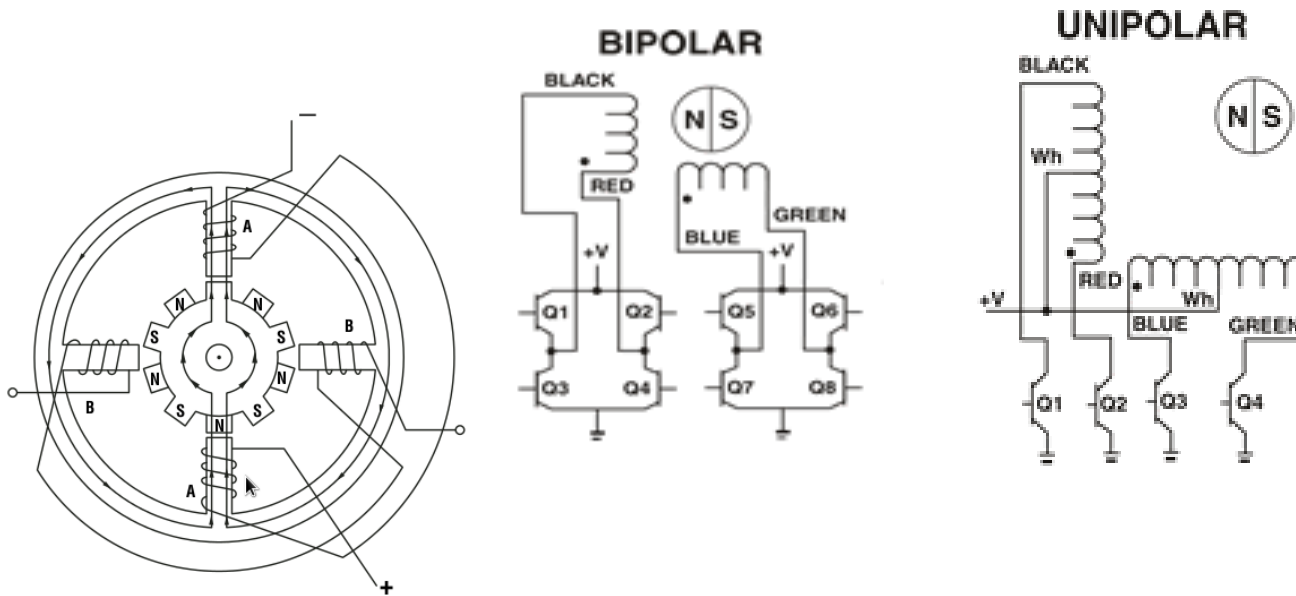 −
A
N
N
S
S
B
N
N
B
S
S
N
A
+
BIPOLAR
BLACK
N S
RED
GREEN
BLUE
+V
+V
Q1
Q2
Q5
Q6
Q3
Q4
Q7
Q8
UNIPOLAR
BLACK
N S
Wh
RED
+V
Wh
BLUE
GREEN
Q1
Q2
Q3
Q4